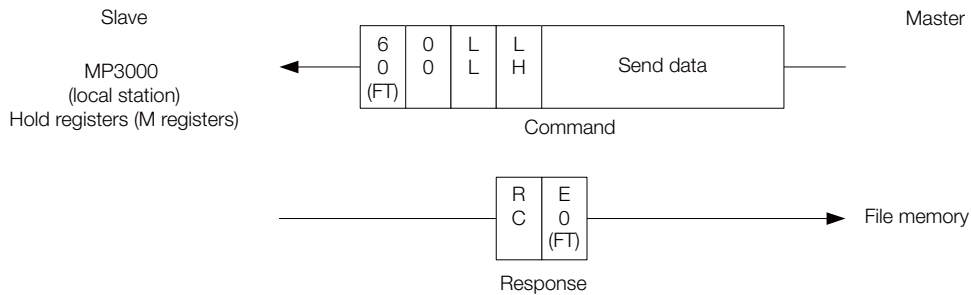 Slave
Master
MP3000
(local station)
Hold registers (M registers)
6 0 L L
0 0 L H
(FT)
Send data
Command
R E
C 0
(FT)
File memory
Response